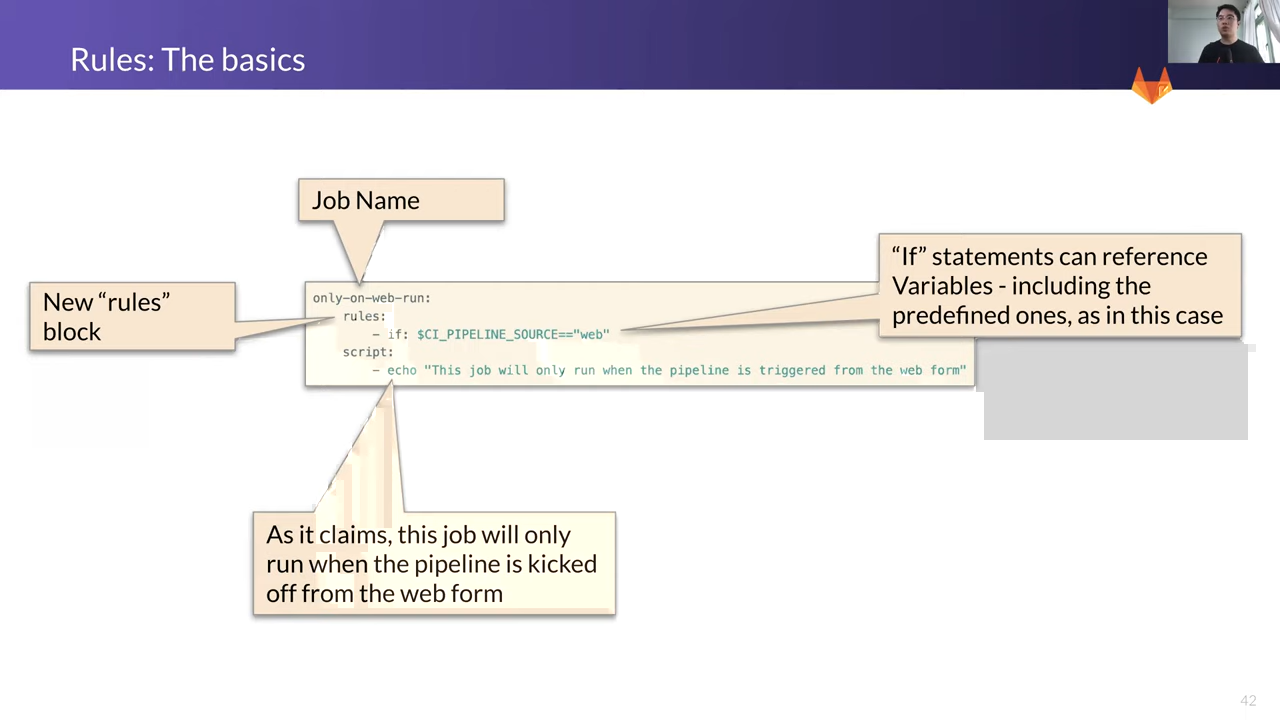 Rules: The basics
Job Name
New “rules”
block
“If” statements can reference
Variables - including the
predefined ones, as in this case
only-on-web-run:
rules:
- if: $CI_PIPELINE_SOURCE=="web"
script:
- echo "This job will only run when the pipeline is triggered from the web form"
As it claims, this job will only
run when the pipeline is kicked
off from the web form
42